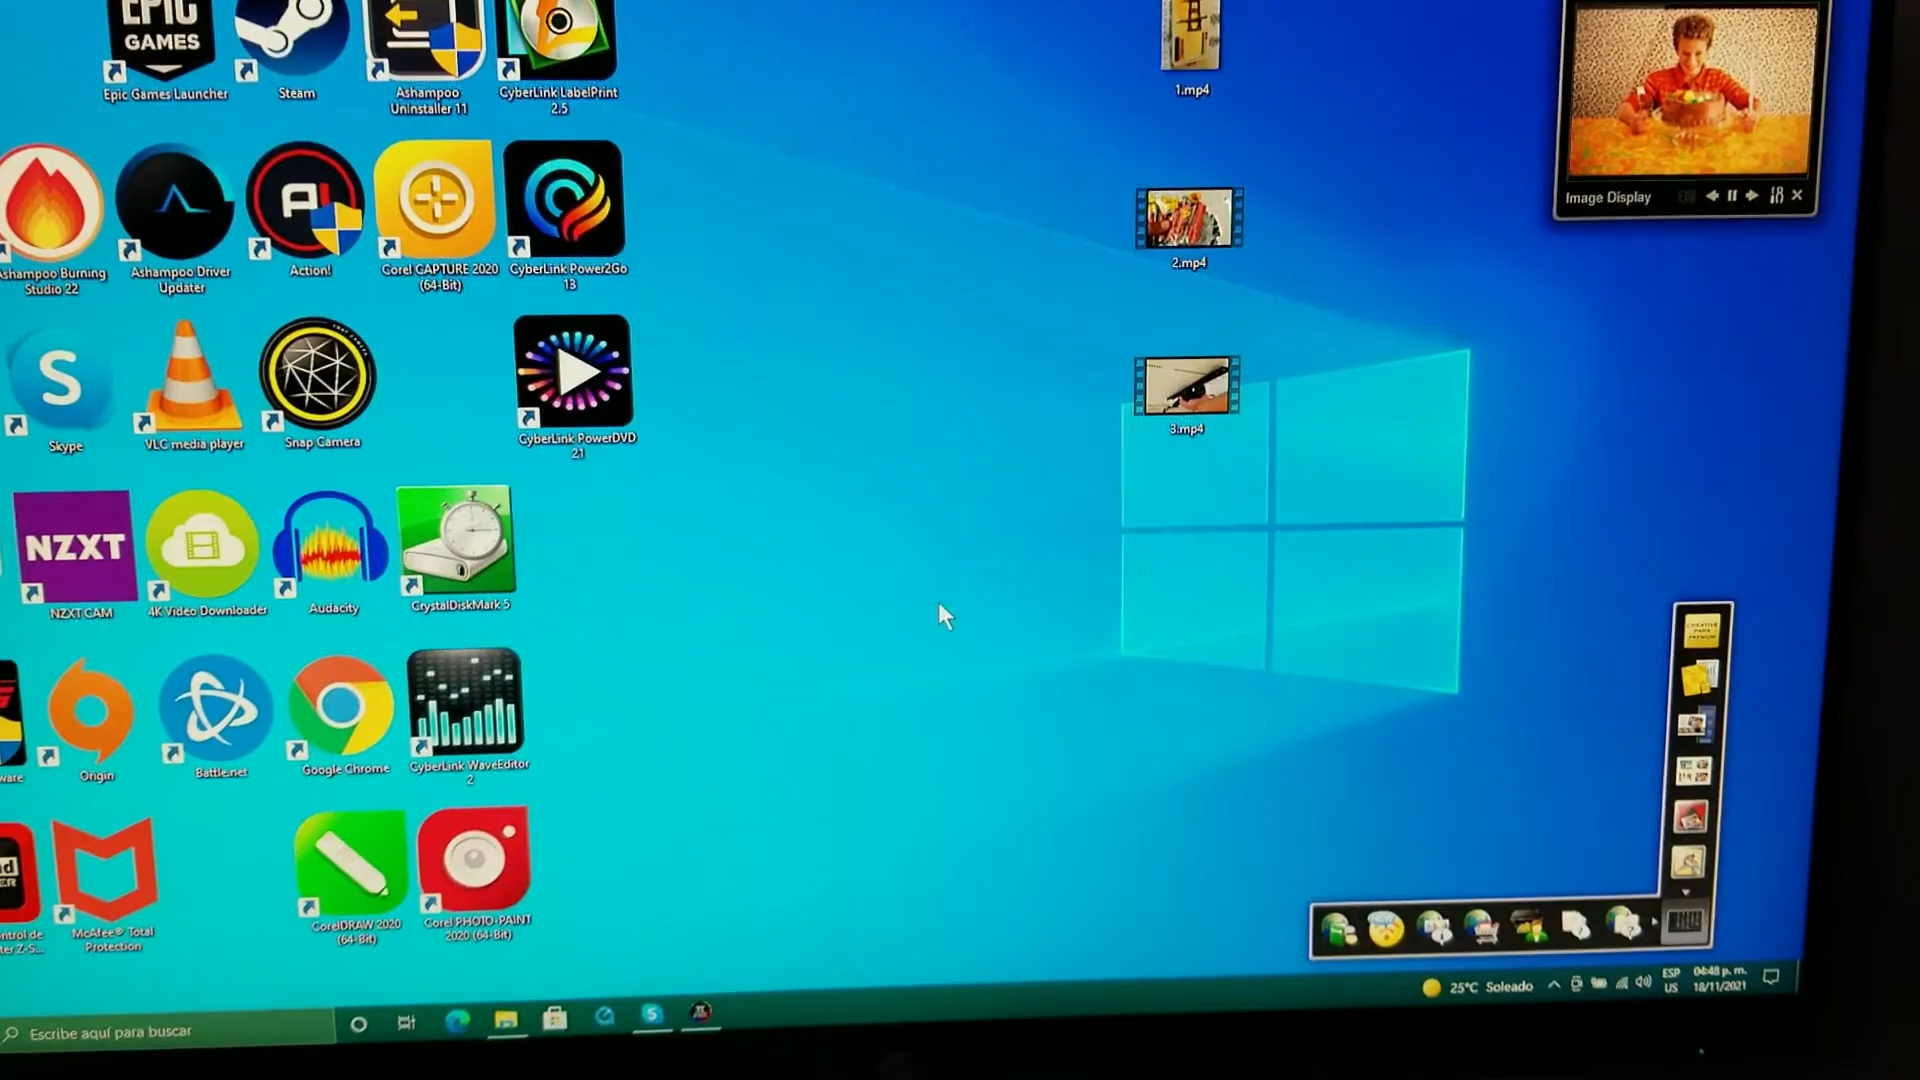 EPIC
GAMES
Epic Games Launcher
Steam
Ashampoo
UnInstaller 11
CyberLink LabelPrint
2.5
1.mp4
Image Display
Ashampoo Burning
Studio 22
Ashampoo Driver
Updater
Action!
Corel CAPTURE 2020
(64-Bit)
CyberLink Power2Go
13
2.mp4
S
Skype
VLC media player
Snap Camera
CyberLink PowerDVD
21
3.mp4
NZXT
NZXT CAM
4K Video Downloader
Audacity
CrystalDiskMark 5
ware
Origin
Battle.net
Google Chrome
CyberLink WaveEditor
2
ntrol de
ter Z-S...
McAfee® Total
Protection
CorelDRAW 2020
(64-Bit)
Corel PHOTO-PAINT
2020 (64-Bit)
Escribe aquí para buscar
25°C Soleado
ESP
US
04:48 p. m.
18/11/2021